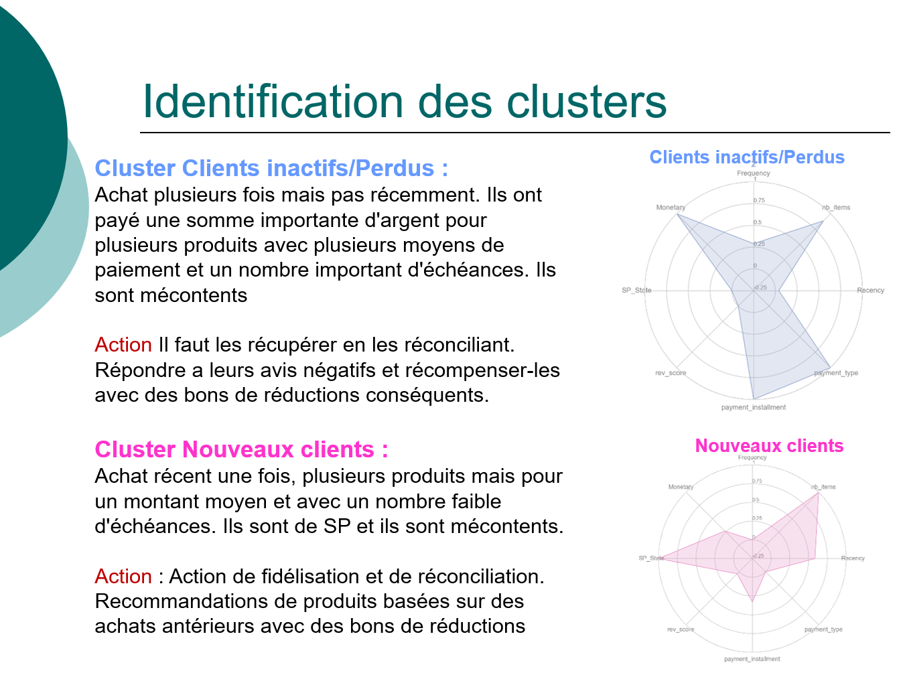 Identification des clusters
Cluster Clients inactifs/Perdus :
Achat plusieurs fois mais pas récemment. Ils ont
payé une somme importante d'argent pour
plusieurs produits avec plusieurs moyens de
paiement et un nombre important d'échéances. Ils
sont mécontents
Action Il faut les récupérer en les réconciliant.
Répondre a leurs avis négatifs et récompenser-les
avec des bons de réductions conséquents.
Cluster Nouveaux clients :
Achat récent une fois, plusieurs produits mais pour
un montant moyen et avec un nombre faible
d'échéances. Ils sont de SP et ils sont mécontents.
Action : Action de fidélisation et de réconciliation.
Recommandations de produits basées sur des
achats antérieurs avec des bons de réductions
Clients inactifs/Perdus
2
Frequency
1
0.75
Monetary
nb_items
0.5
0.25
0
SP_State
-0.25
Recency
rev_score
payment_type
payment_installment
Nouveaux clients
Frequency
0.75
Monetary
nb_items
0.5
0.25
0
SP_State
-0.25
Recency
rev_score
payment_type
payment_installment